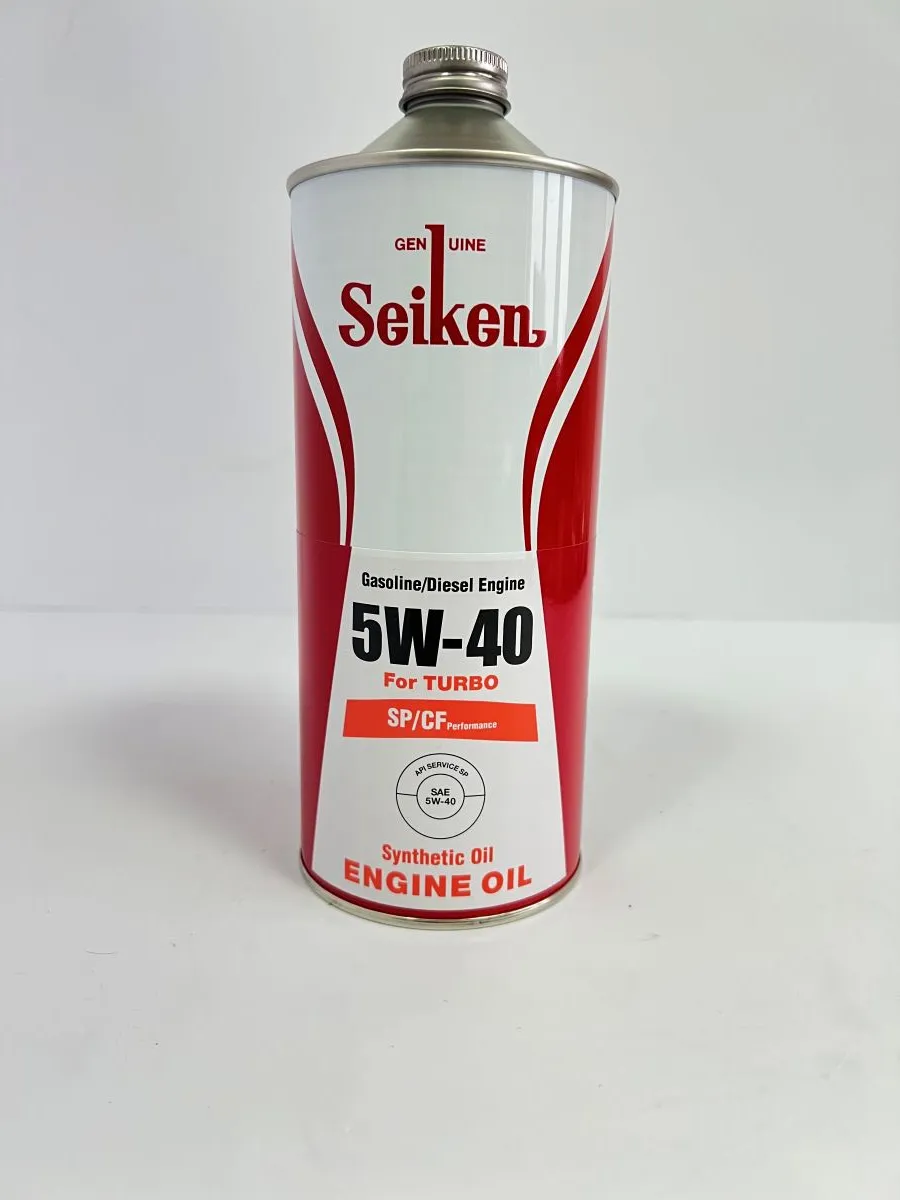 GENUINE
Seiken
Gasoline/Diesel Engine
5W-40
For TURBO
SP/CF Performance
API SERVICE SP
SAE
5W-40
Synthetic Oil
ENGINE OIL